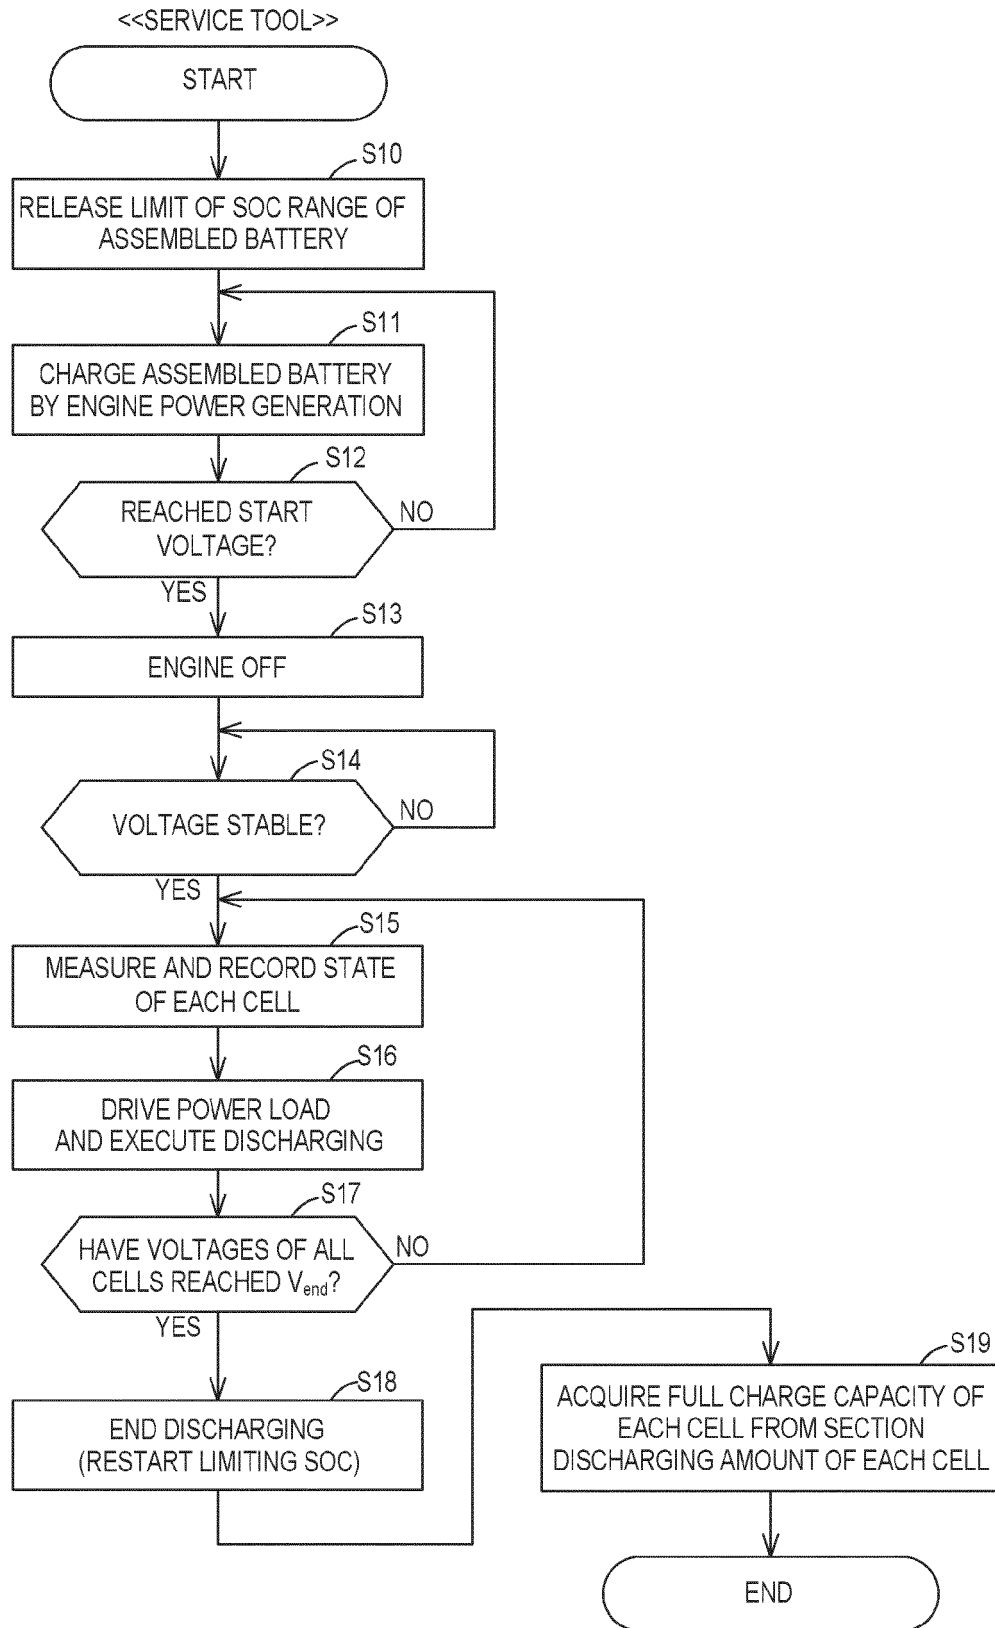 <<SERVICE TOOL>>
START
S10
RELEASE LIMIT OF SOC RANGE OF
ASSEMBLED BATTERY
S11
CHARGE ASSEMBLED BATTERY
BY ENGINE POWER GENERATION
S12
REACHED START
VOLTAGE?
NO
YES
S13
ENGINE OFF
S14
VOLTAGE STABLE?
NO
YES
S15
MEASURE AND RECORD STATE
OF EACH CELL
S16
DRIVE POWER LOAD
AND EXECUTE DISCHARGING
S17
HAVE VOLTAGES OF ALL
CELLS REACHED Vend?
NO
YES
S18
END DISCHARGING
(RESTART LIMITING SOC)
S19
ACQUIRE FULL CHARGE CAPACITY OF
EACH CELL FROM SECTION
DISCHARGING AMOUNT OF EACH CELL
END